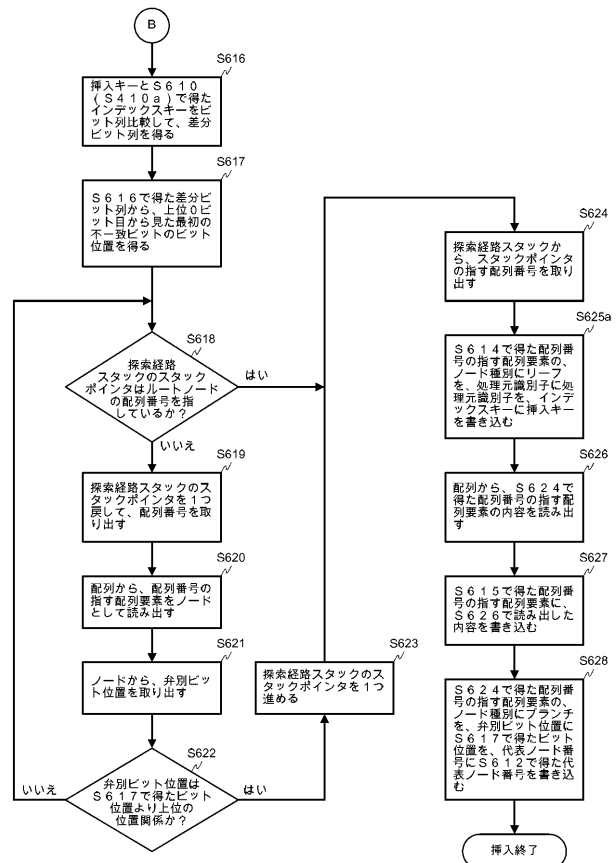 B
S616
挿入キーとS610
(S410a)で得た
インデックスキーをビ
ット列比較して、差分
ビット列を得る
S617
S616で得た差分ビ
ット列から、上位0ビ
ット目から見た最初の
不一致ビットのビット
位置を得る
S618
探索経路
スタックのスタック
ポインタはルートノード
の配列番号を指
しているか?
はい
いいえ
S619
探索経路スタックのス
タックポインタを1つ
戻して、配列番号を取
り出す
S620
配列から、配列番号の
指す配列要素をノード
として読み出す
S621
ノードから、弁別ビッ
ト位置を取り出す
S622
弁別ビット位置は
S617で得たビット
位置より上位の
位置関係か?
いいえ
はい
S623
探索経路スタックのス
タックポインタを1つ
進める
S624
探索経路スタックか
ら、スタックポインタ
の指す配列番号を取り
出す
S625a
S614で得た配列番
号の指す配列要素の、
ノード種別にリーフ
を、処理元識別子に処
理元識別子を、インデ
ックスキーに挿入キー
を書き込む
S626
配列から、S624で
得た配列番号の指す配
列要素の内容を読み出
す
S627
S615で得た配列番
号の指す配列要素に、
S626で読み出した
内容を書き込む
S628
S624で得た配列番
号の指す配列要素の、
ノード種別にブランチ
を、弁別ビット位置に
S617で得たビット
位置を、代表ノード番
号にS612で得た代
表ノード番号を書き込
む
挿入終了